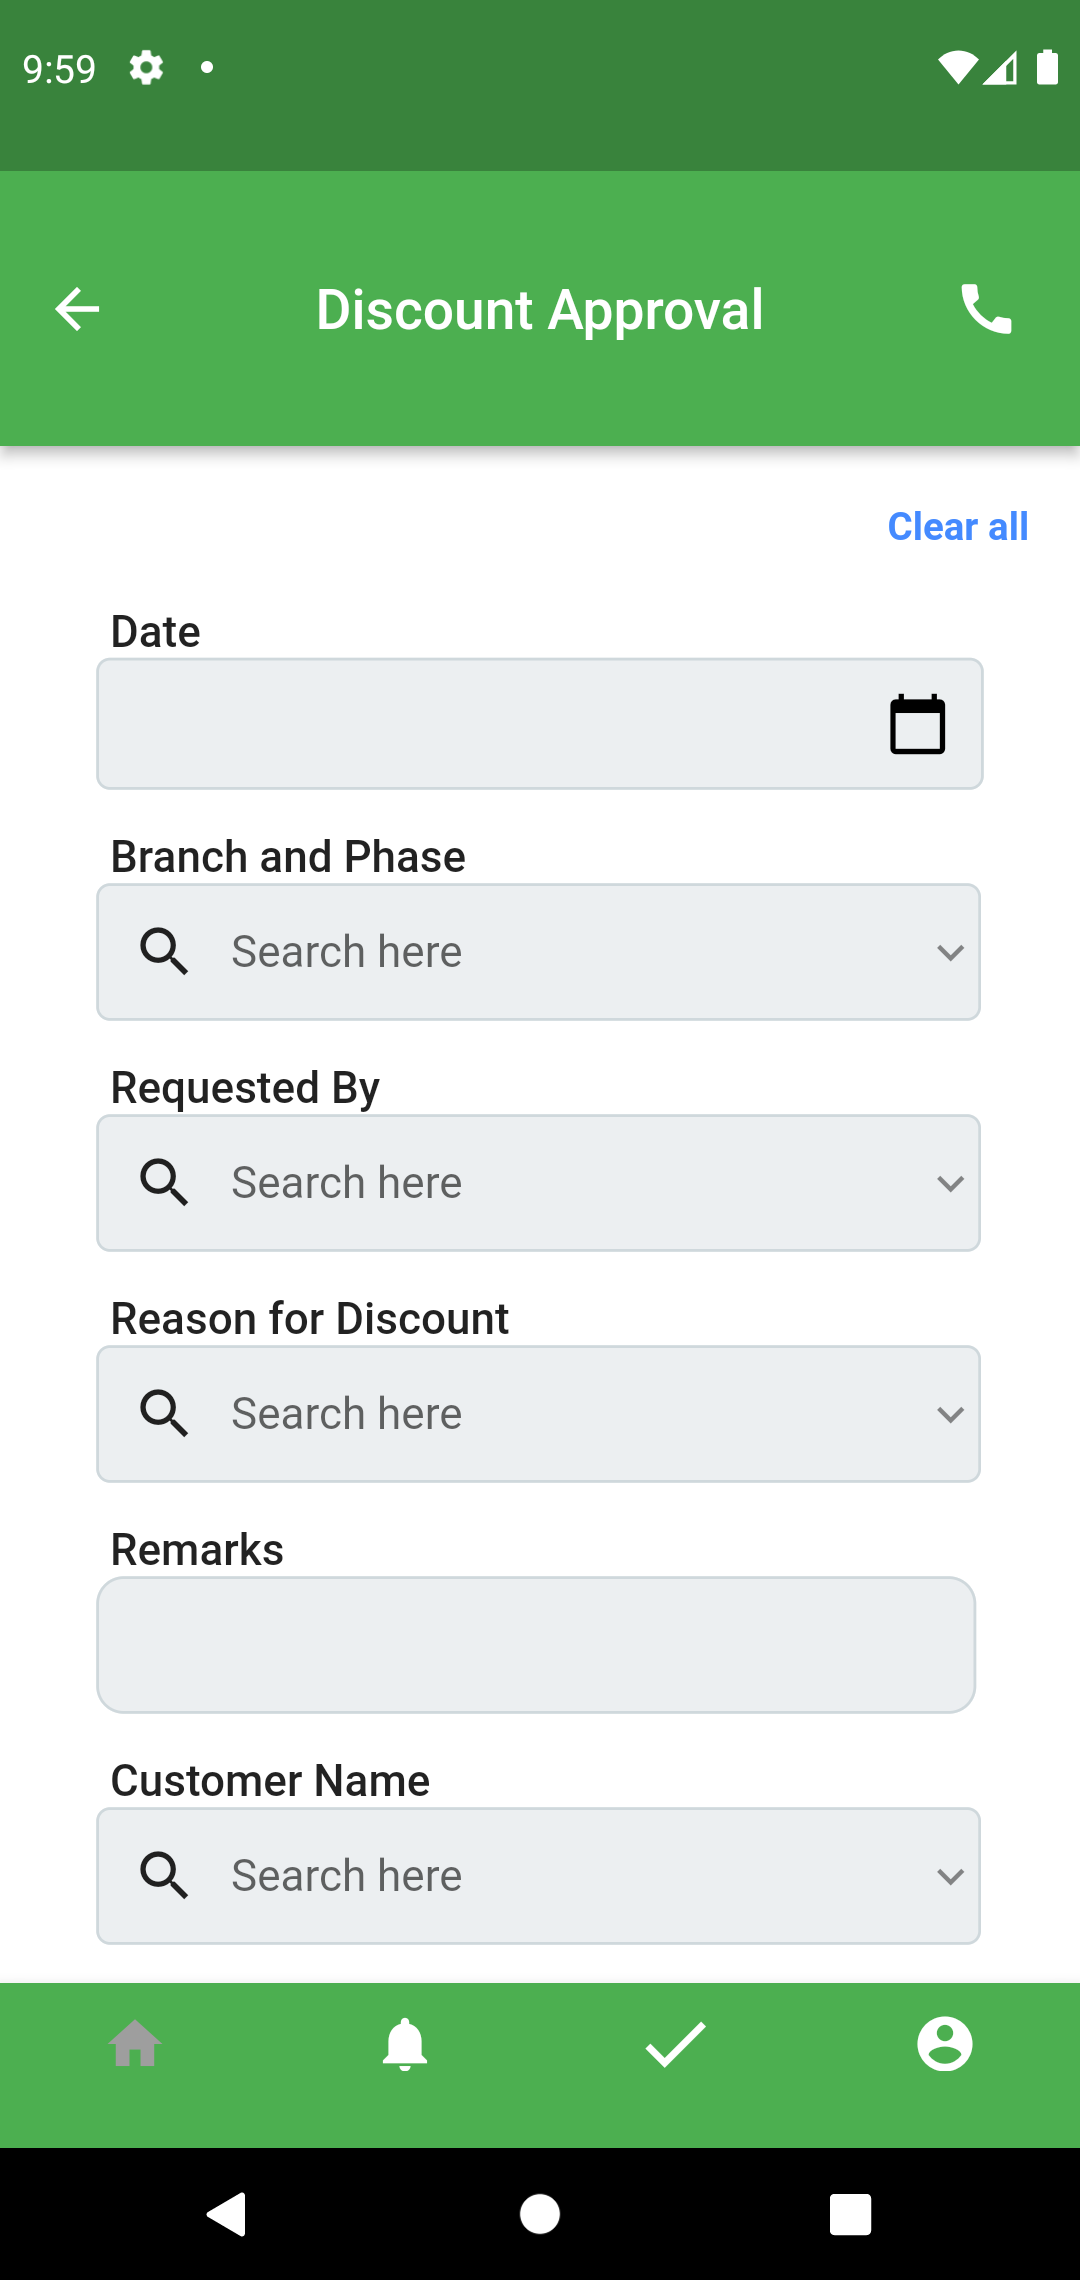 9:59
Discount Approval
Clear all
Date
Branch and Phase
Search here
Requested By
Search here
Reason for Discount
Search here
Remarks
Customer Name
Search here